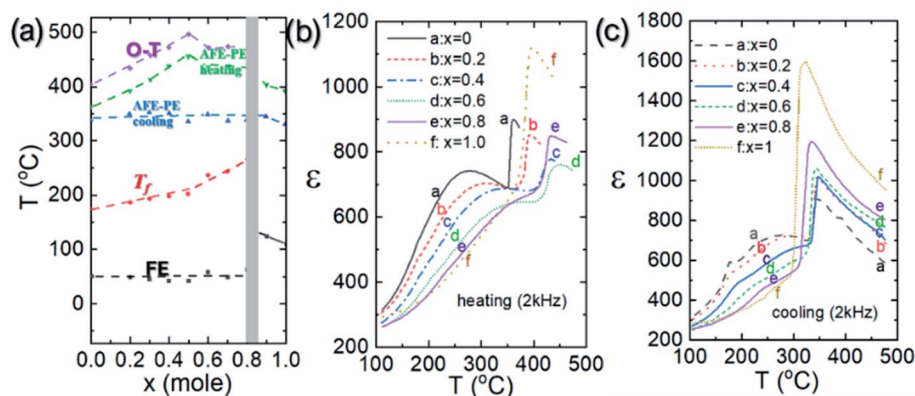 (a)
500
400
300
200
100
0
T (°C)
O-T
AFE-PE
heating
AFE-PE
cooling
Tf
FE
0.0 0.2 0.4 0.6 0.8 1.0
x (mole)
(b)
1200
1000
800
600
400
200
ε
a:x=0
b:x=0.2
c:x=0.4
d:x=0.6
e:x=0.8
f: x=1.0
a
b
c
d
e
f
a
b
c
d
e
f
heating (2kHz)
100 200 300 400 500
T (°C)
(c)
1800
1600
1400
1200
1000
800
600
400
200
ε
a:x=0
b:x=0.2
c:x=0.4
d:x=0.6
e:x=0.8
f:x=1
a
b
c
d
e
f
f
e
d
c
b
a
cooling (2kHz)
100 200 300 400 500
T (°C)